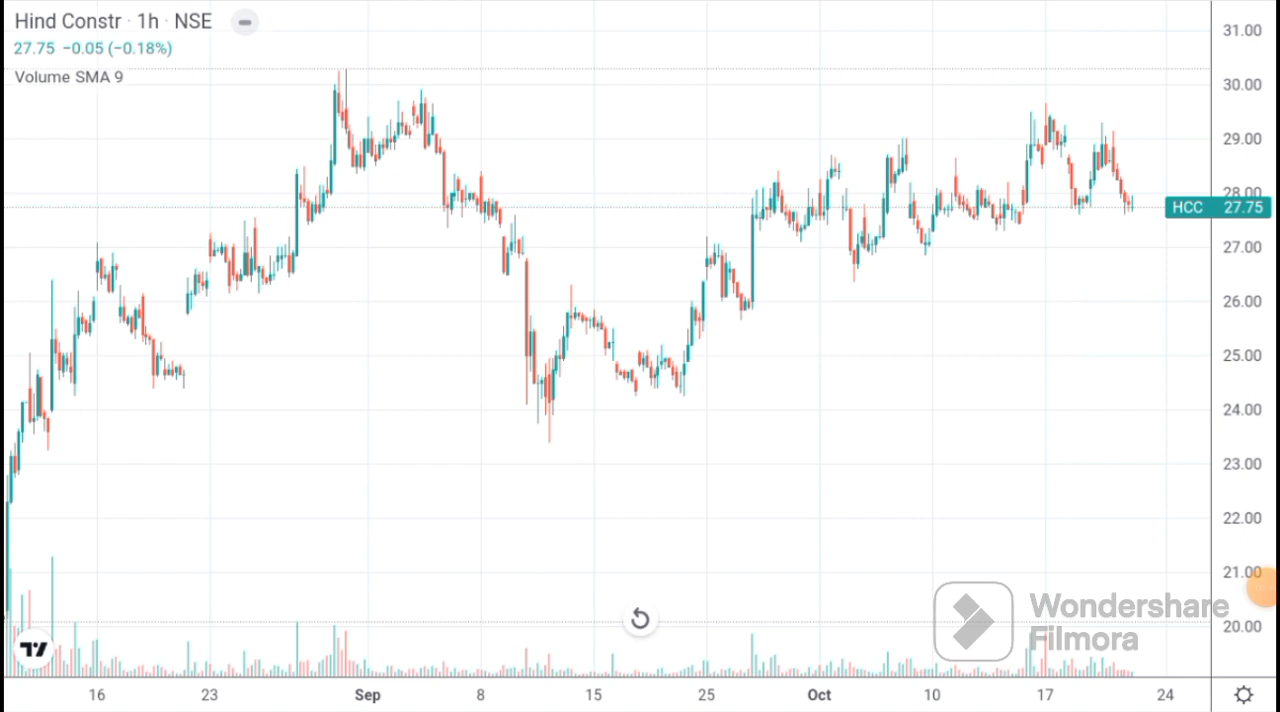 Hind Constr · 1h · NSE
27.75 −0.05 (−0.18%)
Volume SMA 9
31.00
30.00
29.00
28.00
HCC 27.75
27.00
26.00
25.00
24.00
23.00
22.00
21.00
20.00
Wondershare
Filmora
16 23 Sep 8 15 25 Oct 10 17 24